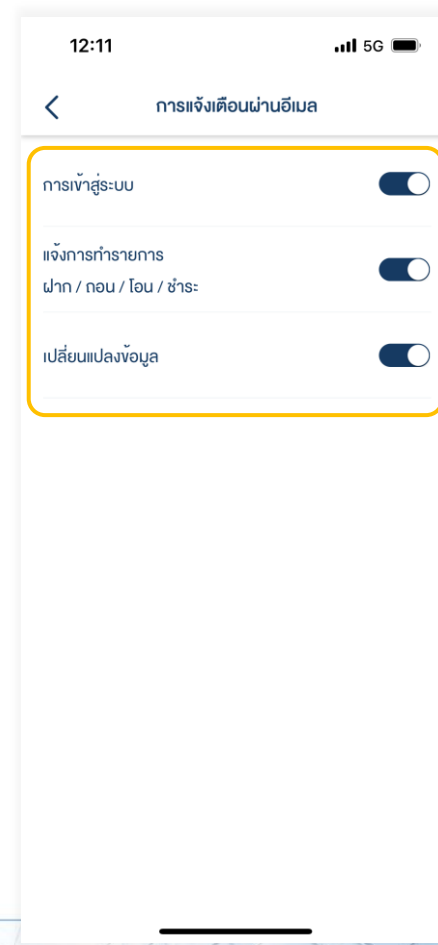 12:11
5G
การแจ้งเตือนผ่านอีเมล
การเข้าสู่ระบบ
แจ้งการทำรายการ
ฝาก / ถอน / โอน / ชำระ
เปลี่ยนแปลงข้อมูล